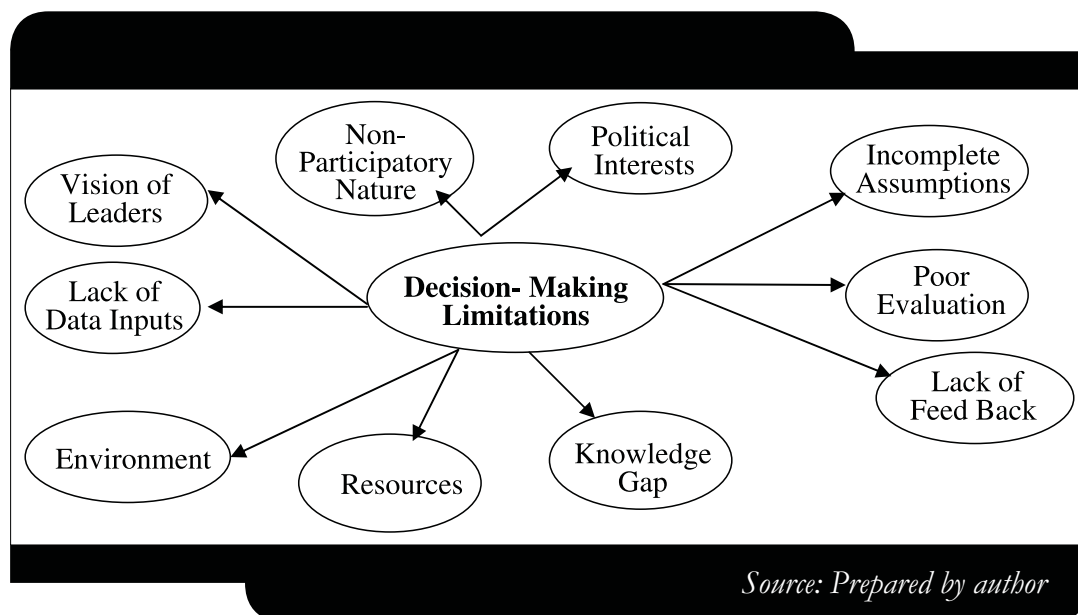 Non-
Participatory
Nature
Political
Interests
Incomplete
Assumptions
Vision of
Leaders
Decision- Making
Limitations
Lack of
Data Inputs
Poor
Evaluation
Lack of
Feed Back
Environment
Resources
Knowledge
Gap
Source: Prepared by author